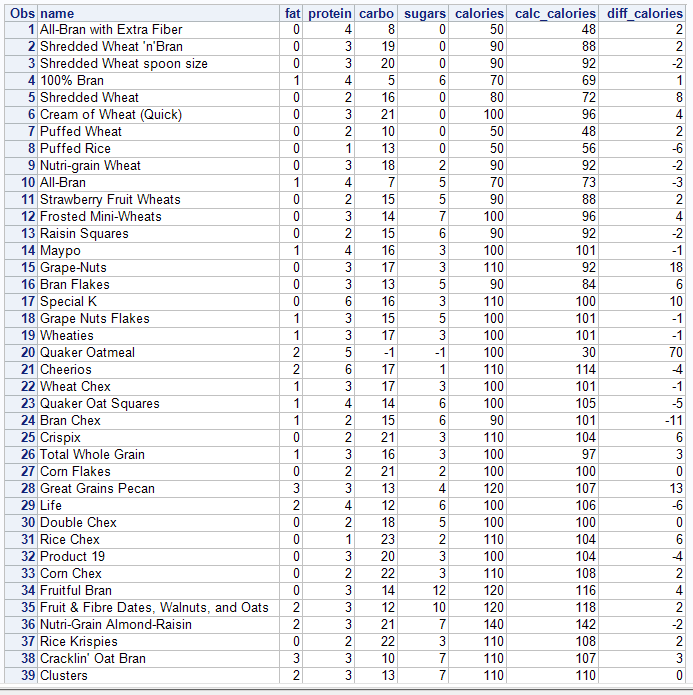 Obs name fat protein carbo sugars calories calc_calories diff_calories
1 All-Bran with Extra Fiber 0 4 8 0 50 48 2
2 Shredded Wheat 'n'Bran 0 3 19 0 90 88 2
3 Shredded Wheat spoon size 0 3 20 0 90 92 -2
4 100% Bran 1 4 5 6 70 69 1
5 Shredded Wheat 0 2 16 0 80 72 8
6 Cream of Wheat (Quick) 0 3 21 0 100 96 4
7 Puffed Wheat 0 2 10 0 50 48 2
8 Puffed Rice 0 1 13 0 50 56 -6
9 Nutri-grain Wheat 0 3 18 2 90 92 -2
10 All-Bran 1 4 7 5 70 73 -3
11 Strawberry Fruit Wheats 0 2 15 5 90 88 2
12 Frosted Mini-Wheats 0 3 14 7 100 96 4
13 Raisin Squares 0 2 15 6 90 92 -2
14 Maypo 1 4 16 3 100 101 -1
15 Grape-Nuts 0 3 17 3 110 92 18
16 Bran Flakes 0 3 13 5 90 84 6
17 Special K 0 6 16 3 110 100 10
18 Grape Nuts Flakes 1 3 15 5 100 101 -1
19 Wheaties 1 3 17 3 100 101 -1
20 Quaker Oatmeal 2 5 -1 -1 100 30 70
21 Cheerios 2 6 17 1 110 114 -4
22 Wheat Chex 1 3 17 3 100 101 -1
23 Quaker Oat Squares 1 4 14 6 100 105 -5
24 Bran Chex 1 2 15 6 90 101 -11
25 Crispix 0 2 21 3 110 104 6
26 Total Whole Grain 1 3 16 3 100 97 3
27 Corn Flakes 0 2 21 2 100 100 0
28 Great Grains Pecan 3 3 13 4 120 107 13
29 Life 2 4 12 6 100 106 -6
30 Double Chex 0 2 18 5 100 100 0
31 Rice Chex 0 1 23 2 110 104 6
32 Product 19 0 3 20 3 100 104 -4
33 Corn Chex 0 2 22 3 110 108 2
34 Fruitful Bran 0 3 14 12 120 116 4
35 Fruit & Fibre Dates, Walnuts, and Oats 2 3 12 10 120 118 2
36 Nutri-Grain Almond-Raisin 2 3 21 7 140 142 -2
37 Rice Krispies 0 2 22 3 110 108 2
38 Cracklin' Oat Bran 3 3 10 7 110 107 3
39 Clusters 2 3 13 7 110 110 0